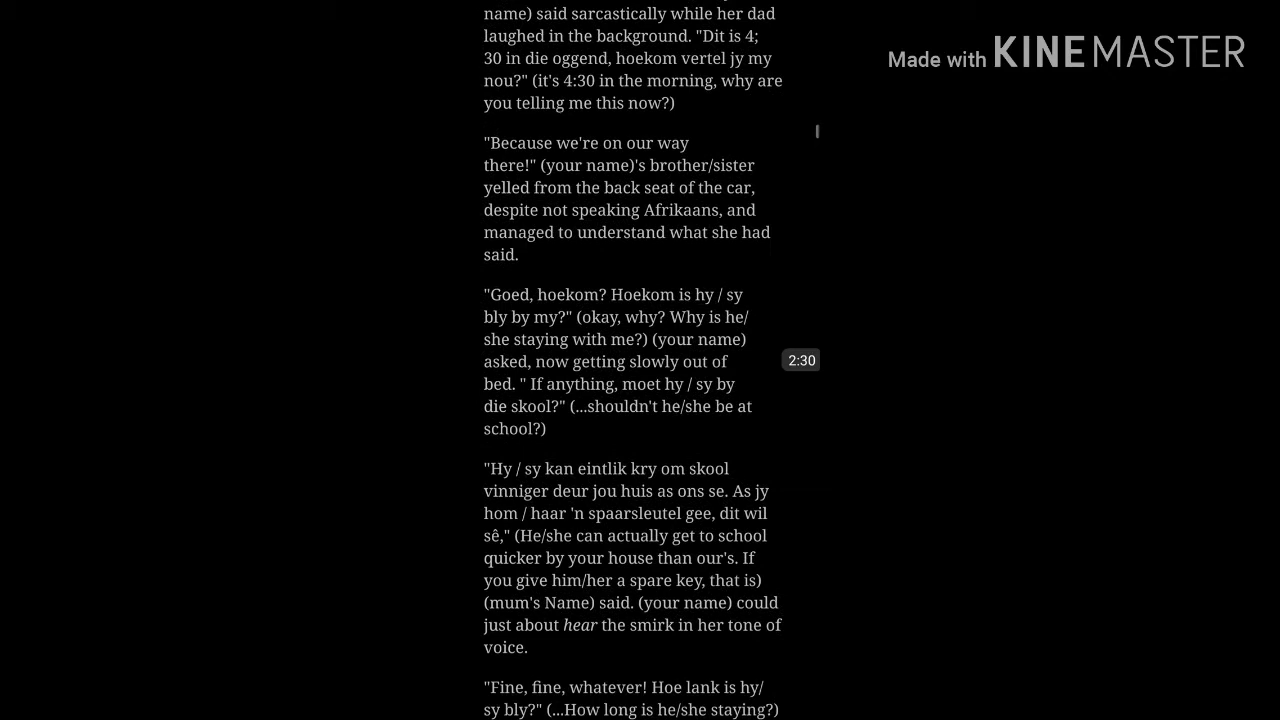 name) said sarcastically while her dad
laughed in the background. "Dit is 4;
30 in die oggend, hoekom vertel jy my
nou?" (it's 4:30 in the morning, why are
you telling me this now?)
Made with KINEMASTER
"Because we're on our way
there!" (your name)'s brother/sister
yelled from the back seat of the car,
despite not speaking Afrikaans, and
managed to understand what she had
said.
"Goed, hoekom? Hoekom is hy / sy
bly by my?" (okay, why? Why is he/
she staying with me?) (your name)
asked, now getting slowly out of
bed. " If anything, moet hy / sy by
die skool?" (...shouldn't he/she be at
school?)
2:30
"Hy / sy kan eintlik kry om skool
vinniger deur jou huis as ons se. As jy
hom / haar 'n spaarsleutel gee, dit wil
sê," (He/she can actually get to school
quicker by your house than our's. If
you give him/her a spare key, that is)
(mum's Name) said. (your name) could
just about hear the smirk in her tone of
voice.
"Fine, fine, whatever! Hoe lank is hy/
sy bly?" (...How long is he/she staying?)